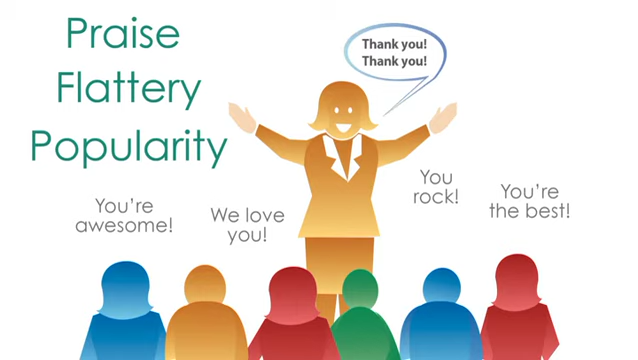 Praise
Flattery
Popularity
Thank you!
Thank you!
You're
awesome!
We love
you!
You
rock!
You're
the best!